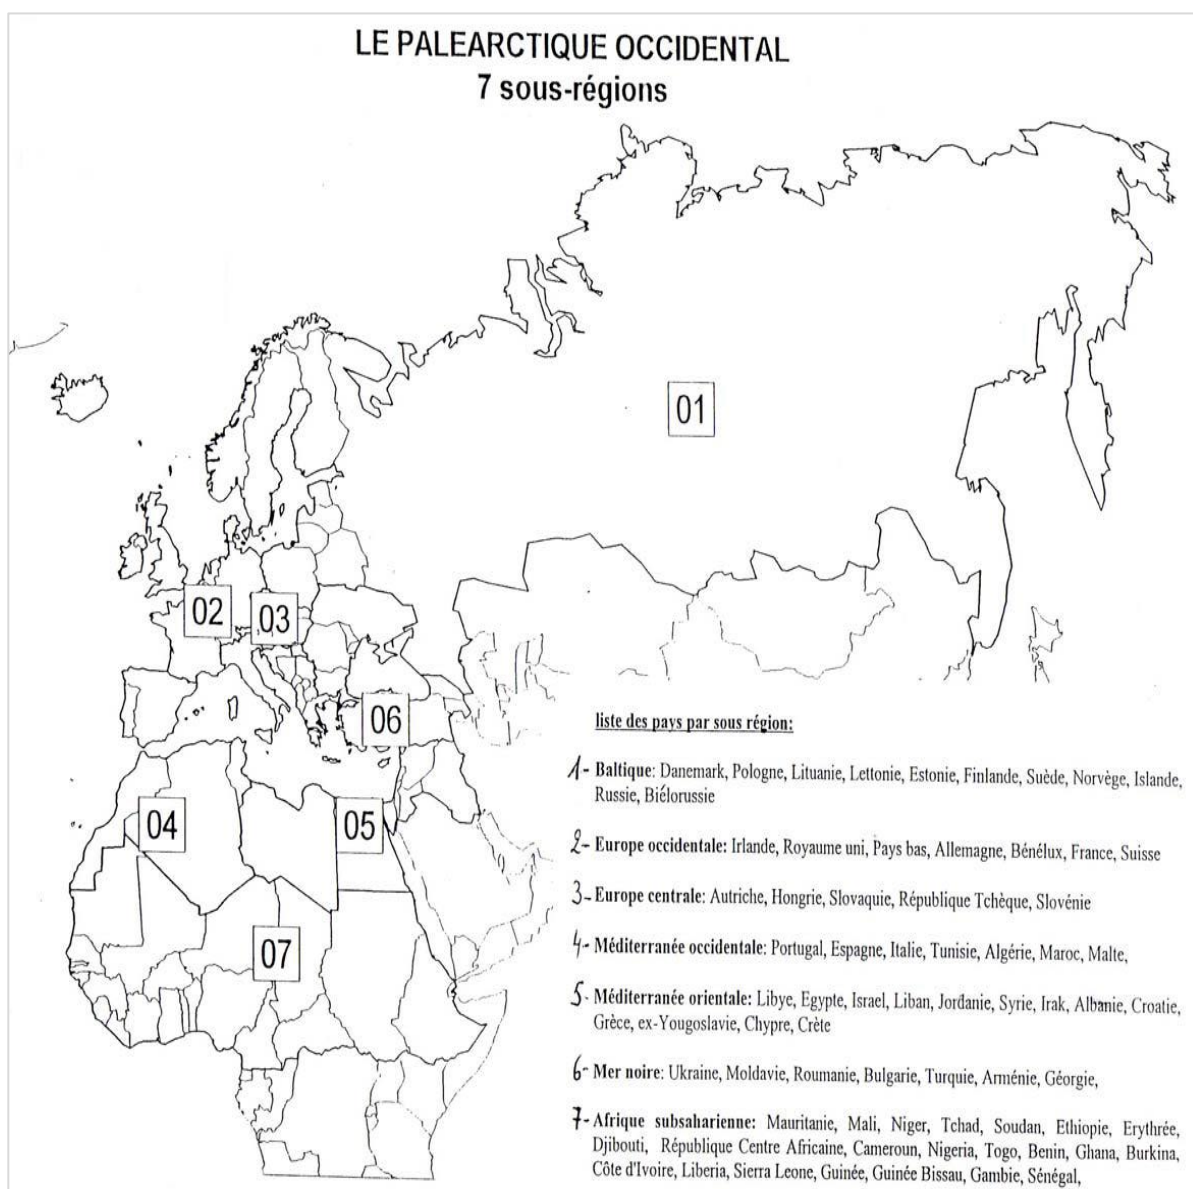 LE PALEARCTIQUE OCCIDENTAL
7 sous-régions
01
02
03
06
04
05
07
liste des pays par sous région:
1- Baltique: Danemark, Pologne, Lituanie, Lettonie, Estonie, Finlande, Suède, Norvège, Islande,
Russie, Biélorussie
2- Europe occidentale: Irlande, Royaume uni, Pays bas, Allemagne, Bénélux, France, Suisse
3- Europe centrale: Autriche, Hongrie, Slovaquie, République Tchèque, Slovénie
4- Méditerranée occidentale: Portugal, Espagne, Italie, Tunisie, Algérie, Maroc, Malte,
5- Méditerranée orientale: Libye, Egypte, Israel, Liban, Jordanie, Syrie, Irak, Albanie, Croatie,
Grèce, ex-Yougoslavie, Chypre, Crète
6- Mer noire: Ukraine, Moldavie, Roumanie, Bulgarie, Turquie, Arménie, Géorgie,
7- Afrique subsaharienne: Mauritanie, Mali, Niger, Tchad, Soudan, Ethiopie, Erythrée,
Djibouti, République Centre Africaine, Cameroun, Nigeria, Togo, Benin, Ghana, Burkina,
Côte d'Ivoire, Liberia, Sierra Leone, Guinée, Guinée Bissau, Gambie, Sénégal,